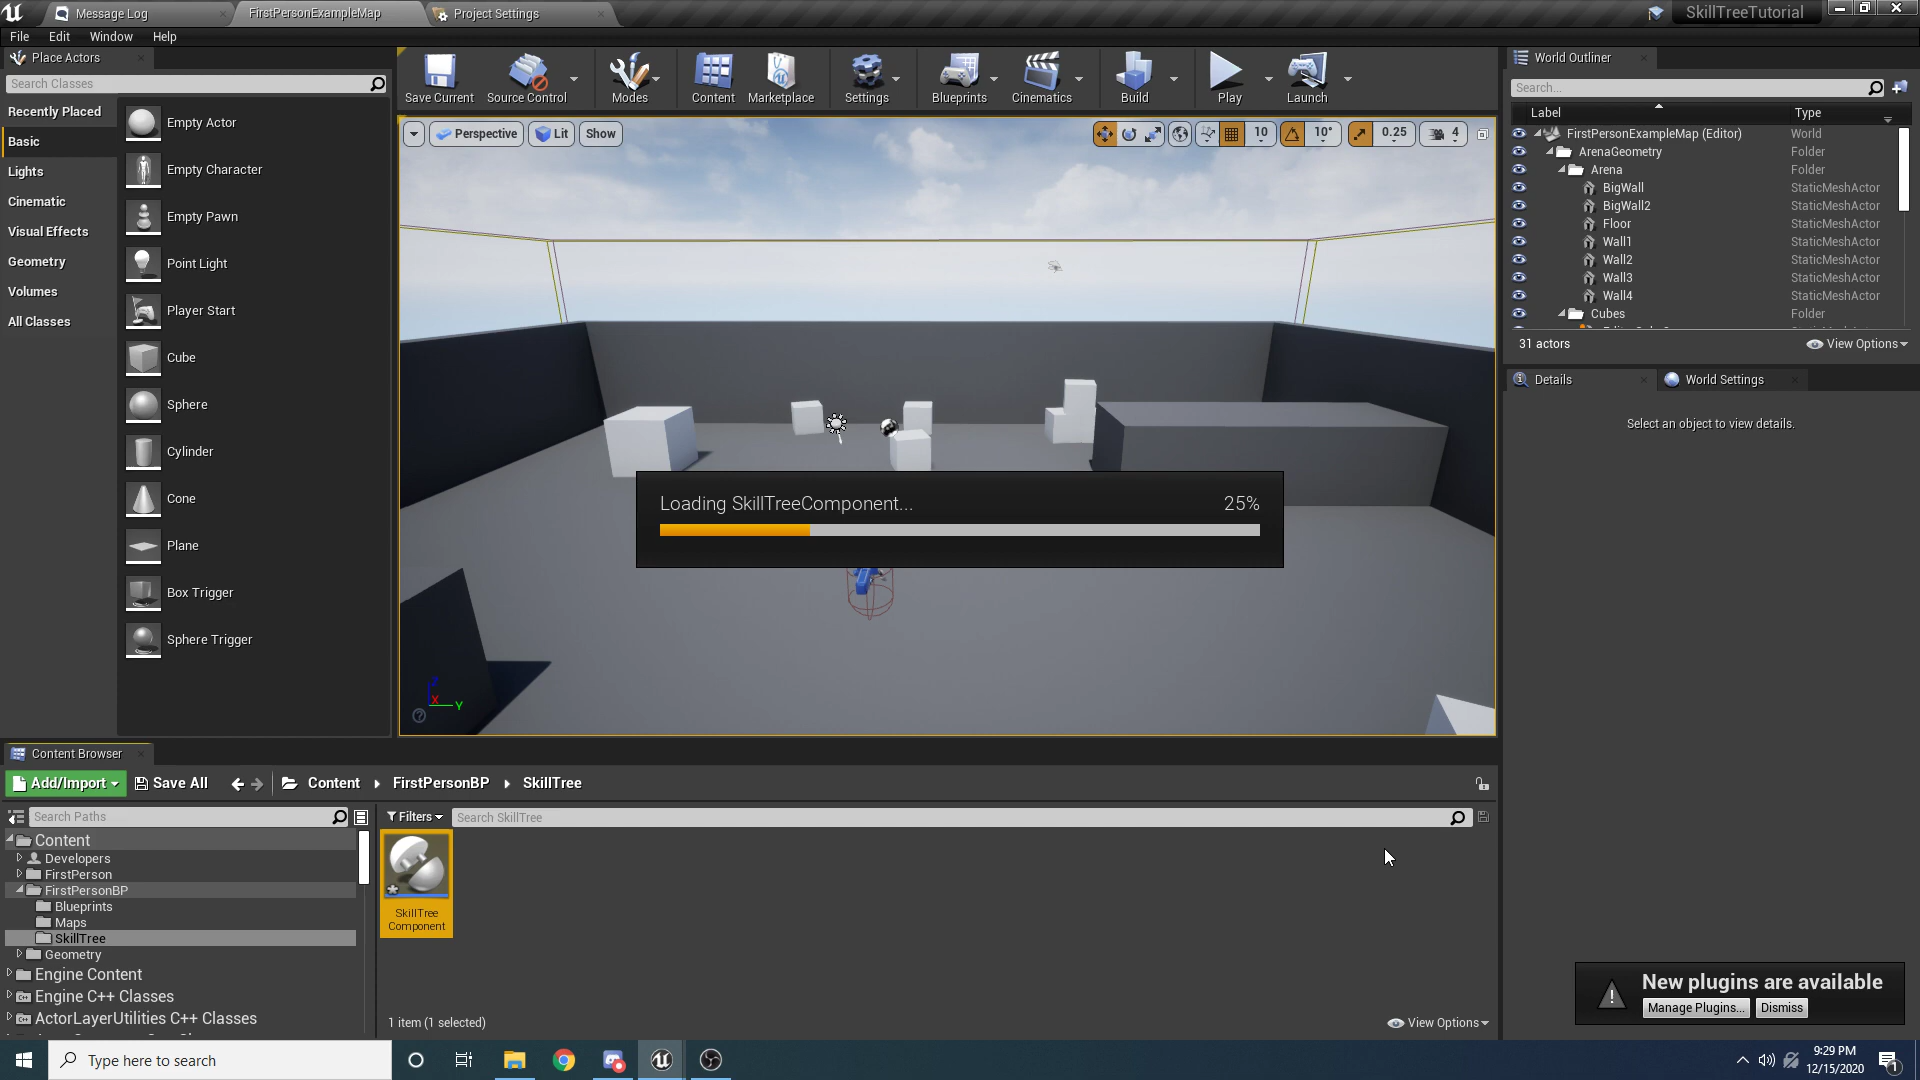 Message Log
FirstPersonExampleMap
Project Settings
SkillTreeTutorial
File
Edit
Window
Help
Place Actors
Search Classes
Recently Placed
Basic
Lights
Cinematic
Visual Effects
Geometry
Volumes
All Classes
Empty Actor
Empty Character
Empty Pawn
Point Light
Player Start
Cube
Sphere
Cylinder
Cone
Plane
Box Trigger
Sphere Trigger
Save Current
Source Control
Modes
Content
Marketplace
Settings
Blueprints
Cinematics
Build
Play
Launch
Perspective
Lit
Show
10
10°
0.25
4
Loading SkillTreeComponent...
25%
Z
X
Y
World Outliner
Search...
Label
Type
FirstPersonExampleMap (Editor)
World
ArenaGeometry
Folder
Arena
Folder
BigWall
StaticMeshActor
BigWall2
StaticMeshActor
Floor
StaticMeshActor
Wall1
StaticMeshActor
Wall2
StaticMeshActor
Wall3
StaticMeshActor
Wall4
StaticMeshActor
Cubes
Folder
31 actors
View Options
Details
World Settings
Select an object to view details.
Content Browser
Add/Import
Save All
Content
FirstPersonBP
SkillTree
Search Paths
Content
Developers
FirstPerson
FirstPersonBP
Blueprints
Maps
SkillTree
Geometry
Engine Content
Engine C++ Classes
ActorLayerUtilities C++ Classes
Filters
Search SkillTree
SkillTree
Component
1 item (1 selected)
View Options
New plugins are available
Manage Plugins...
Dismiss
Type here to search
9:29 PM
12/15/2020
1